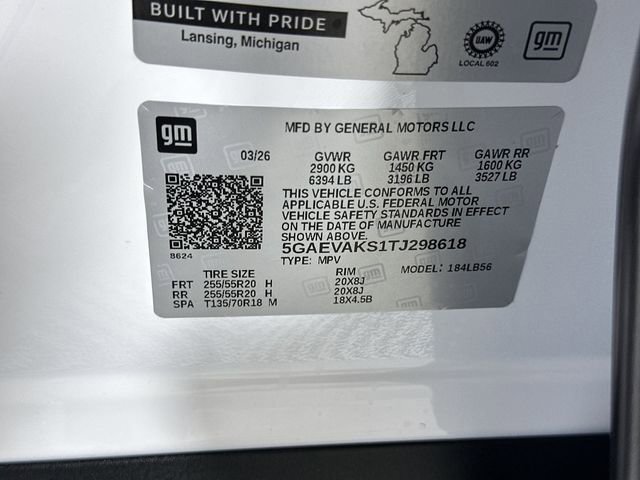 BUILT WITH PRIDE
Lansing, Michigan
UAW
LOCAL 602
gm
gm
MFD BY GENERAL MOTORS LLC
03/26 GVWR GAWR FRT GAWR RR
2900 KG 1450 KG 1600 KG
6394 LB 3196 LB 3527 LB
THIS VEHICLE CONFORMS TO ALL
APPLICABLE U.S. FEDERAL MOTOR
VEHICLE SAFETY STANDARDS IN EFFECT
ON THE DATE OF MANUFACTURE
SHOWN ABOVE.
5GAEVAKS1TJ298618
8624
TYPE: MPV MODEL: 184LB56
TIRE SIZE RIM
FRT 255/55R20 H 20X8J
RR 255/55R20 H 20X8J
SPA T135/70R18 M 18X4.5B